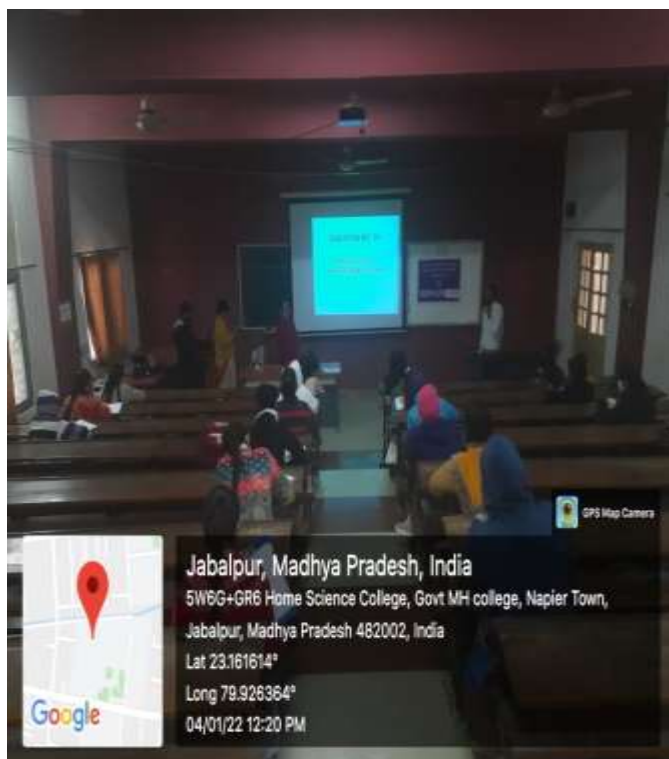 GPS Map Camera
Jabalpur, Madhya Pradesh, India
5W6G+GR6 Home Science College, Govt MH college, Napier Town,
Jabalpur, Madhya Pradesh 482002, India
Lat 23.161614°
Long 79.926364°
04/01/22 12:20 PM
Google